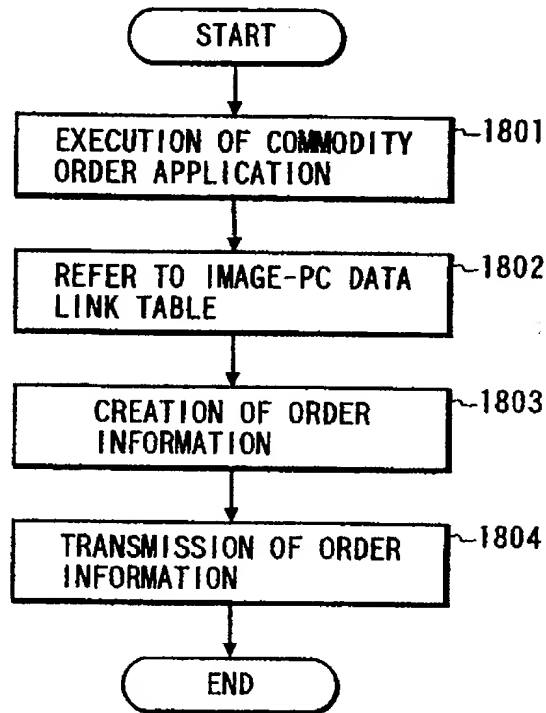 START
EXECUTION OF COMMODITY
ORDER APPLICATION
1801
REFER TO IMAGE-PC DATA
LINK TABLE
1802
CREATION OF ORDER
INFORMATION
1803
TRANSMISSION OF ORDER
INFORMATION
1804
END